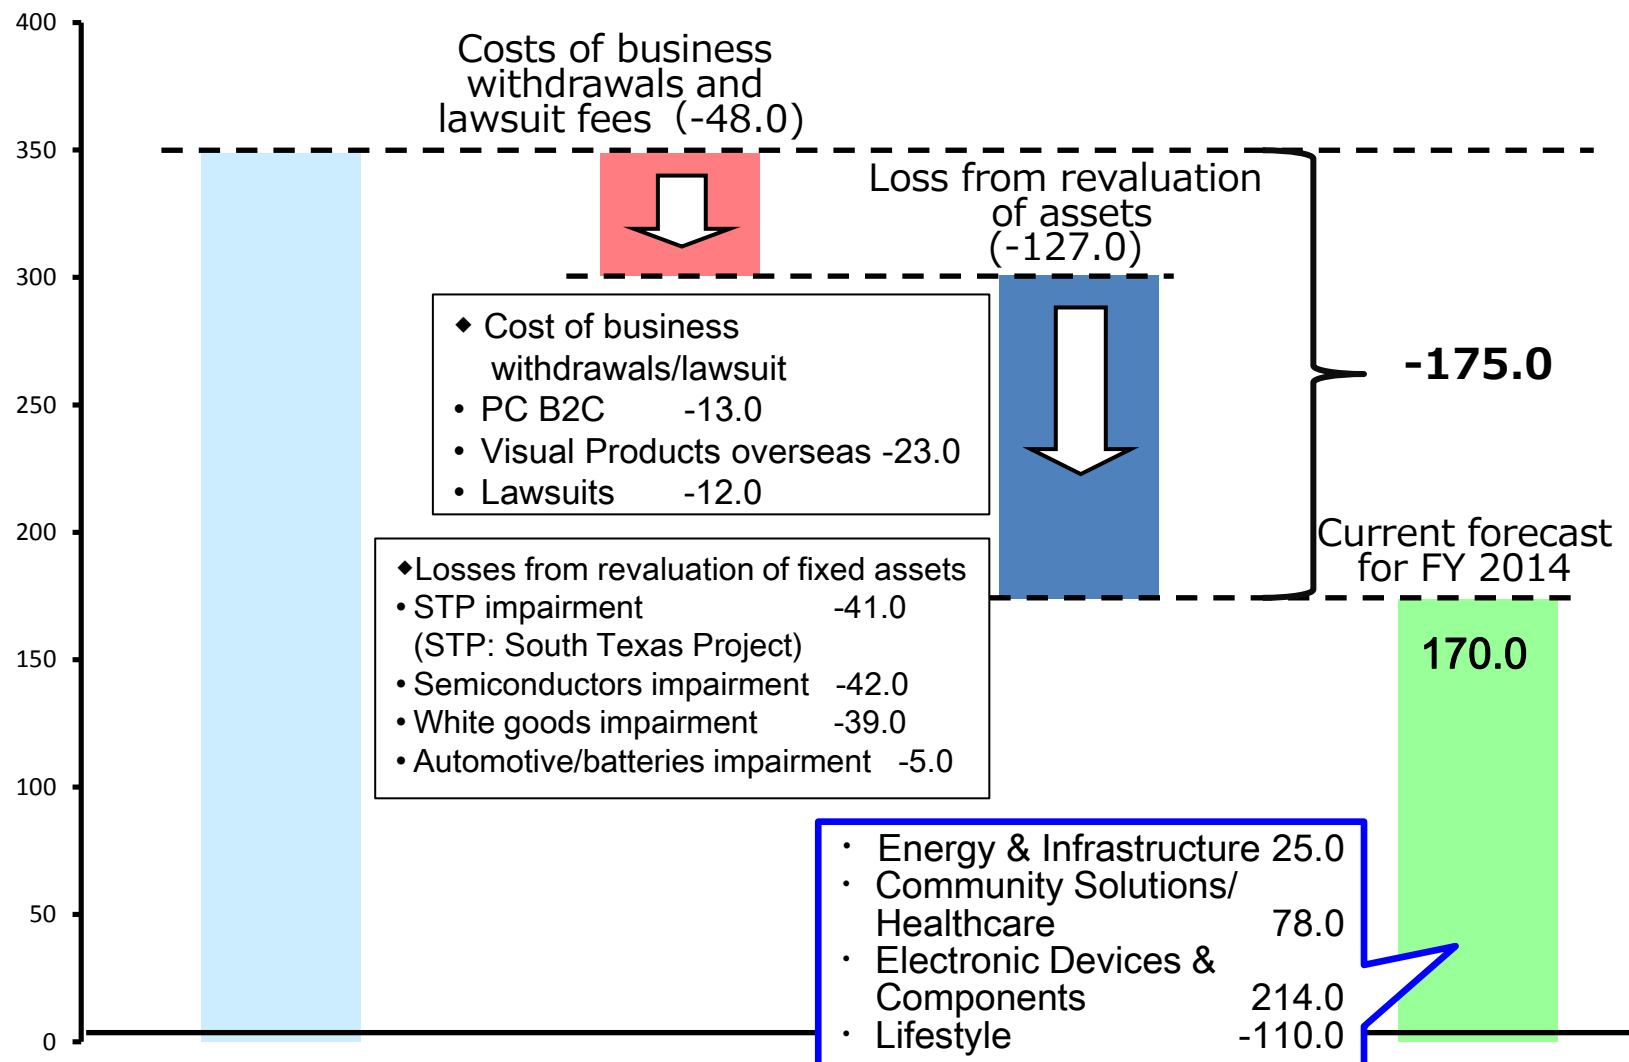 400
350
300
250
200
150
100
50
0
Costs of business
withdrawals and
lawsuit fees (-48.0)
Loss from revaluation
of assets
(-127.0)
-175.0
◆ Cost of business
withdrawals/lawsuit
• PC B2C -13.0
• Visual Products overseas -23.0
• Lawsuits -12.0
◆Losses from revaluation of fixed assets
• STP impairment -41.0
(STP: South Texas Project)
• Semiconductors impairment -42.0
• White goods impairment -39.0
• Automotive/batteries impairment -5.0
Current forecast
for FY 2014
170.0
· Energy & Infrastructure 25.0
· Community Solutions/
Healthcare 78.0
· Electronic Devices &
Components 214.0
· Lifestyle -110.0